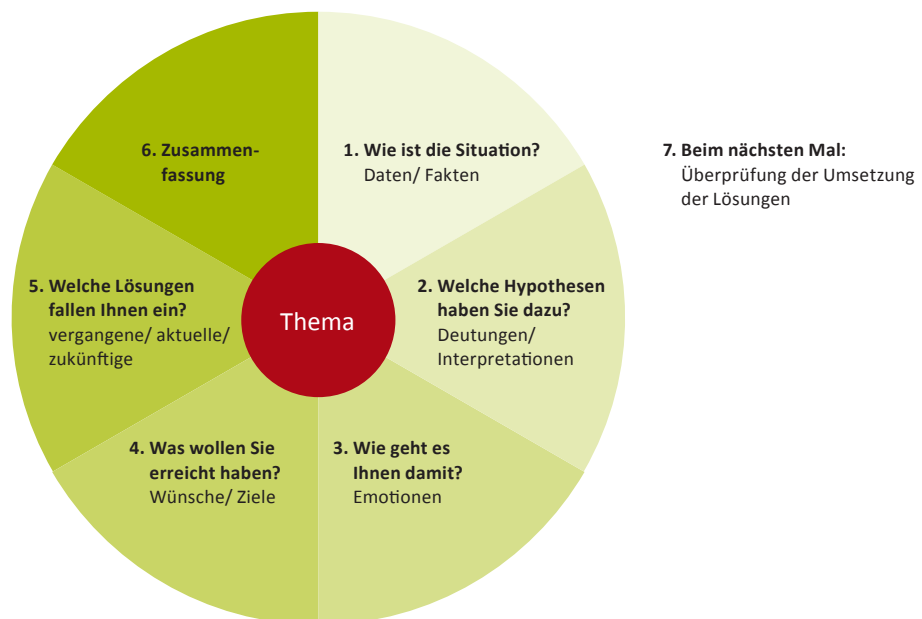 1. Wie ist die Situation?
Daten/ Fakten
2. Welche Hypothesen
haben Sie dazu?
Deutungen/
Interpretationen
3. Wie geht es
Ihnen damit?
Emotionen
4. Was wollen Sie
erreicht haben?
Wünsche/ Ziele
5. Welche Lösungen
fallen Ihnen ein?
vergangene/ aktuelle/
zukünftige
6. Zusammen-
fassung
7. Beim nächsten Mal:
Überprüfung der Umsetzung
der Lösungen
Thema